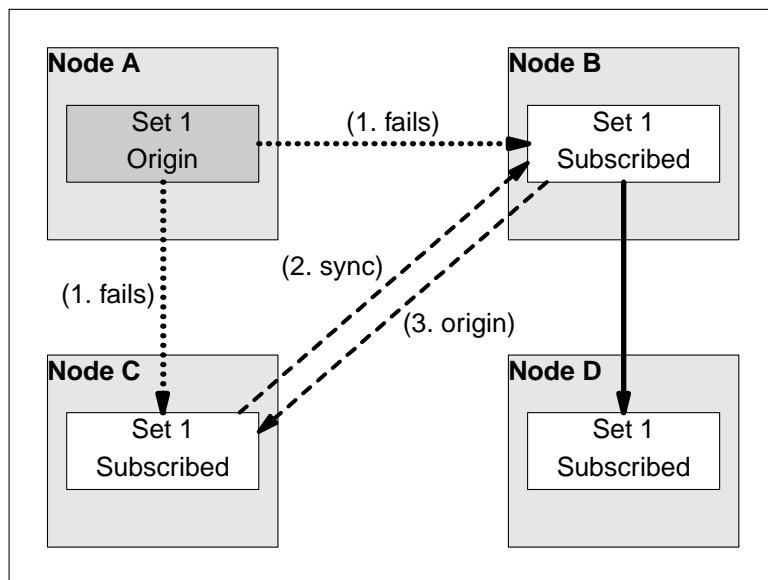 Node A
Set 1
Origin
(1. fails)
Node B
Set 1
Subscribed
(1. fails)
(2. sync)
(3. origin)
Node C
Set 1
Subscribed
Node D
Set 1
Subscribed